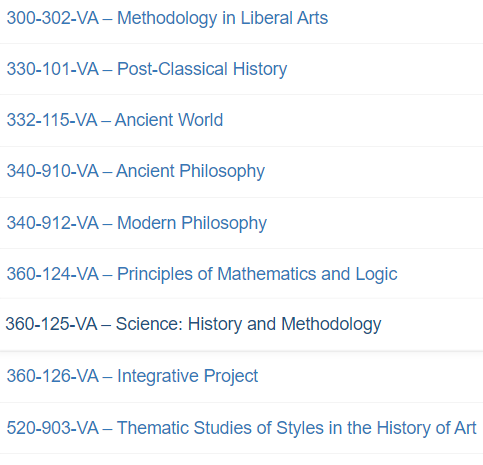 300-302-VA – Methodology in Liberal Arts
330-101-VA – Post-Classical History
332-115-VA – Ancient World
340-910-VA – Ancient Philosophy
340-912-VA – Modern Philosophy
360-124-VA – Principles of Mathematics and Logic
360-125-VA – Science: History and Methodology
360-126-VA – Integrative Project
520-903-VA – Thematic Studies of Styles in the History of Art